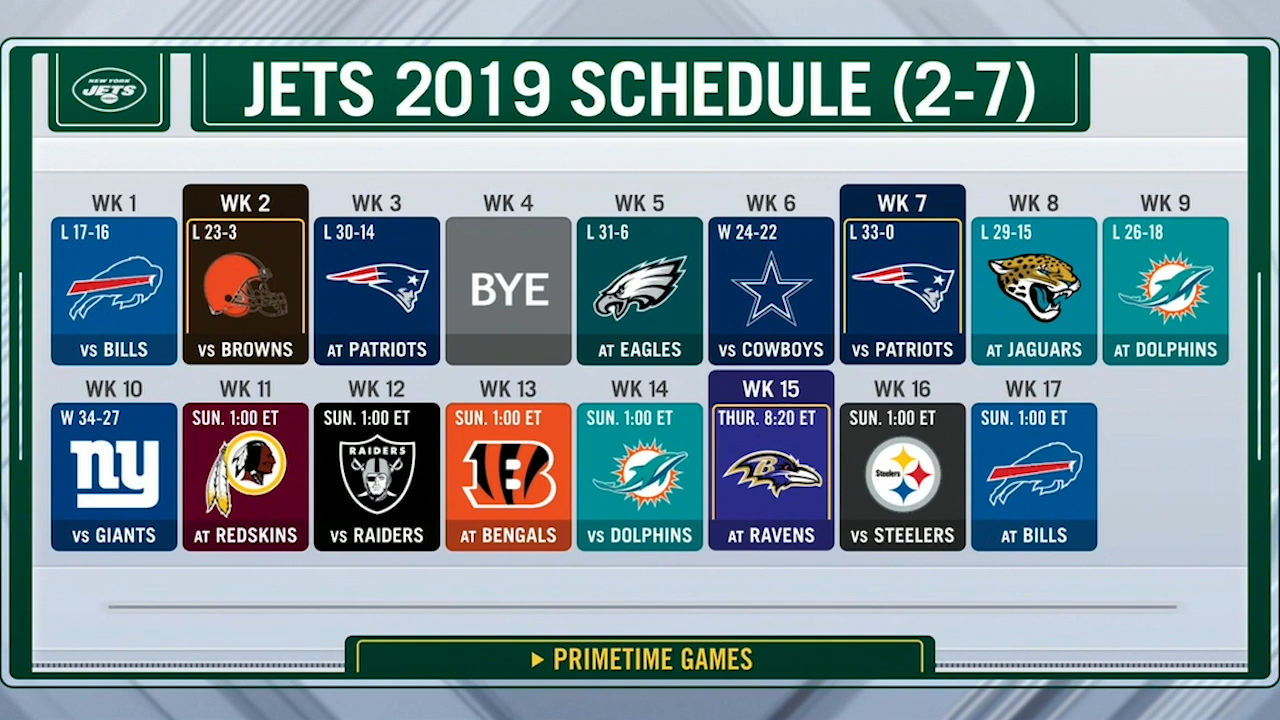 NEW YORK
JETS
JETS 2019 SCHEDULE (2-7)
WK 1
L 17-16
VS BILLS
WK 2
L 23-3
VS BROWNS
WK 3
L 30-14
AT PATRIOTS
WK 4
BYE
WK 5
L 31-6
AT EAGLES
WK 6
W 24-22
VS COWBOYS
WK 7
L 33-0
VS PATRIOTS
WK 8
L 29-15
AT JAGUARS
WK 9
L 26-18
AT DOLPHINS
WK 10
W 34-27
ny
VS GIANTS
WK 11
SUN. 1:00 ET
AT REDSKINS
WK 12
SUN. 1:00 ET
RAIDERS
VS RAIDERS
WK 13
SUN. 1:00 ET
B
AT BENGALS
WK 14
SUN. 1:00 ET
VS DOLPHINS
WK 15
THUR. 8:20 ET
B
AT RAVENS
WK 16
SUN. 1:00 ET
Steelers
VS STEELERS
WK 17
SUN. 1:00 ET
AT BILLS
PRIMETIME GAMES